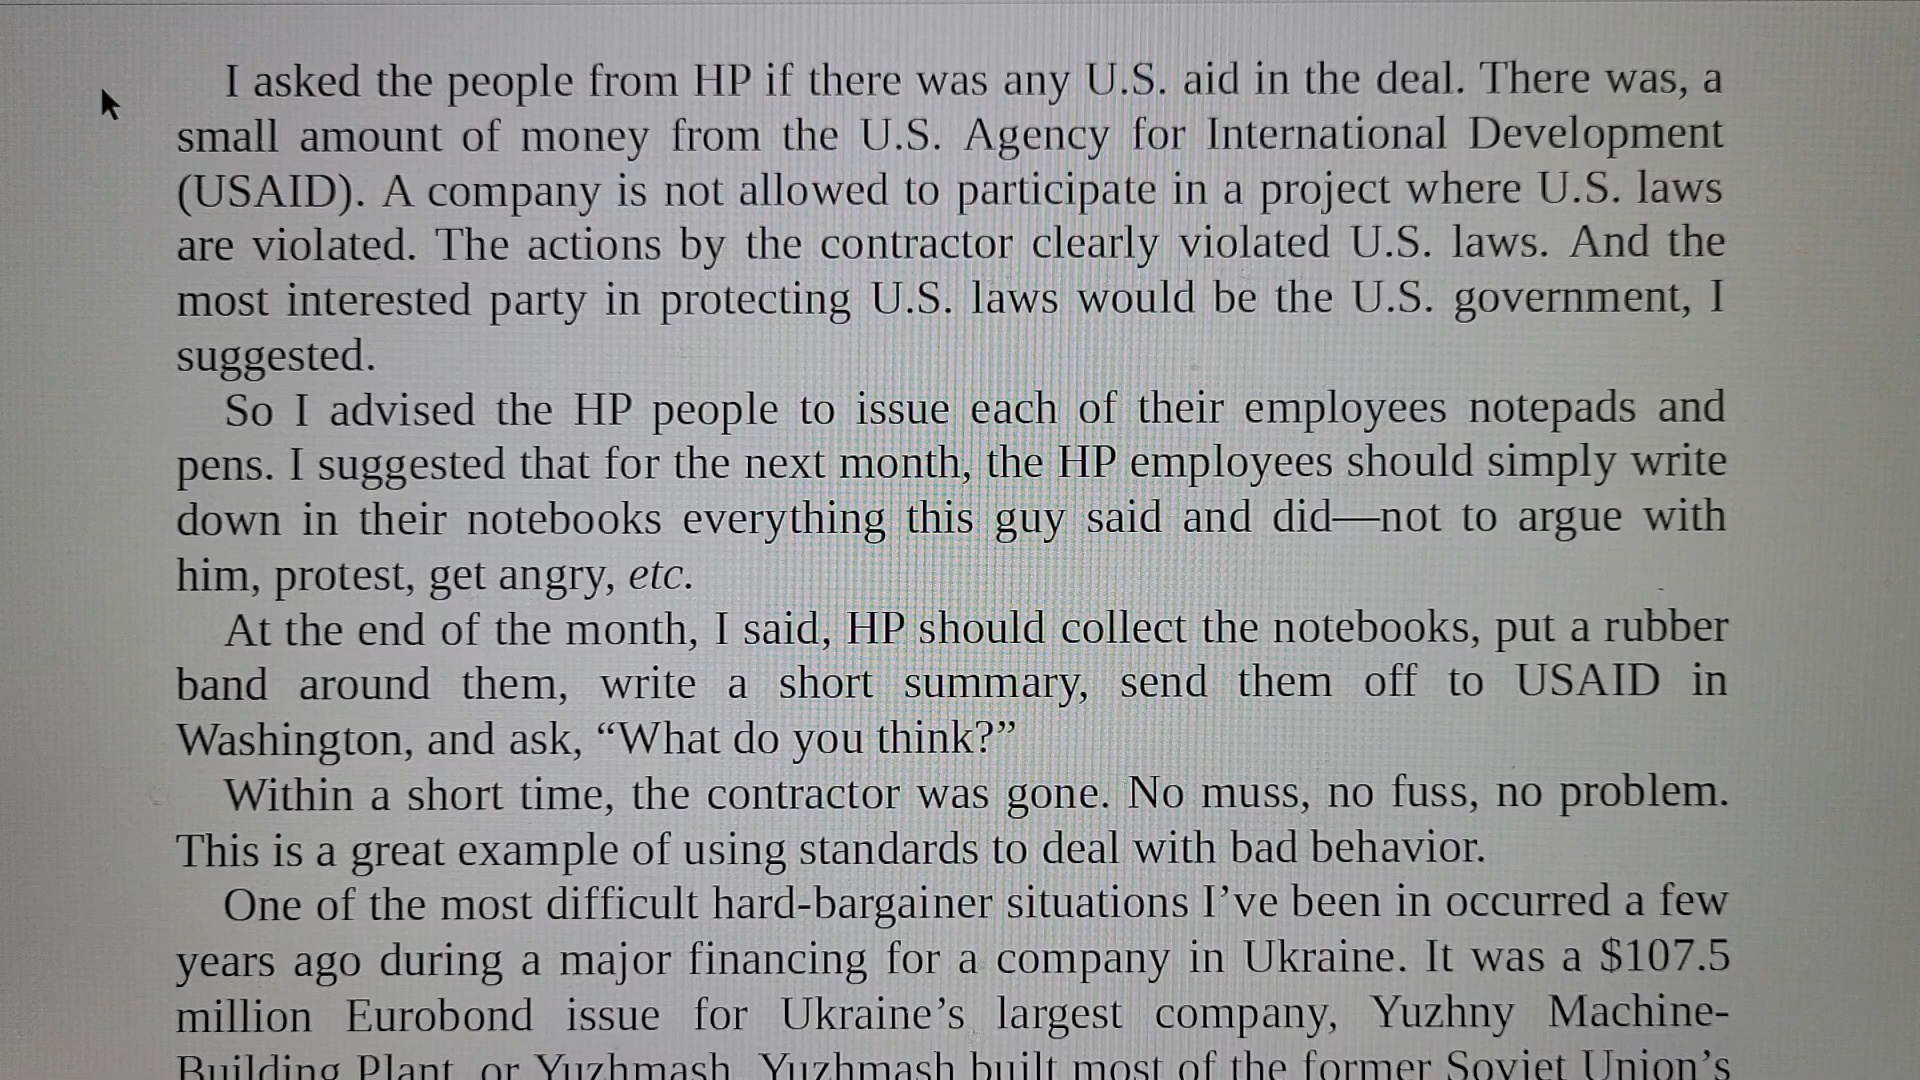 I asked the people from HP if there was any U.S. aid in the deal. There was, a
small amount of money from the U.S. Agency for International Development
(USAID). A company is not allowed to participate in a project where U.S. laws
are violated. The actions by the contractor clearly violated U.S. laws. And the
most interested party in protecting U.S. laws would be the U.S. government, I
suggested.
So I advised the HP people to issue each of their employees notepads and
pens. I suggested that for the next month, the HP employees should simply write
down in their notebooks everything this guy said and did—not to argue with
him, protest, get angry, etc.
At the end of the month, I said, HP should collect the notebooks, put a rubber
band around them, write a short summary, send them off to USAID in
Washington, and ask, “What do you think?”
Within a short time, the contractor was gone. No muss, no fuss, no problem.
This is a great example of using standards to deal with bad behavior.
One of the most difficult hard-bargainer situations I’ve been in occurred a few
years ago during a major financing for a company in Ukraine. It was a $107.5
million Eurobond issue for Ukraine’s largest company, Yuzhny Machine-
Building Plant, or Yuzhmash. Yuzhmash built most of the former Soviet Union’s